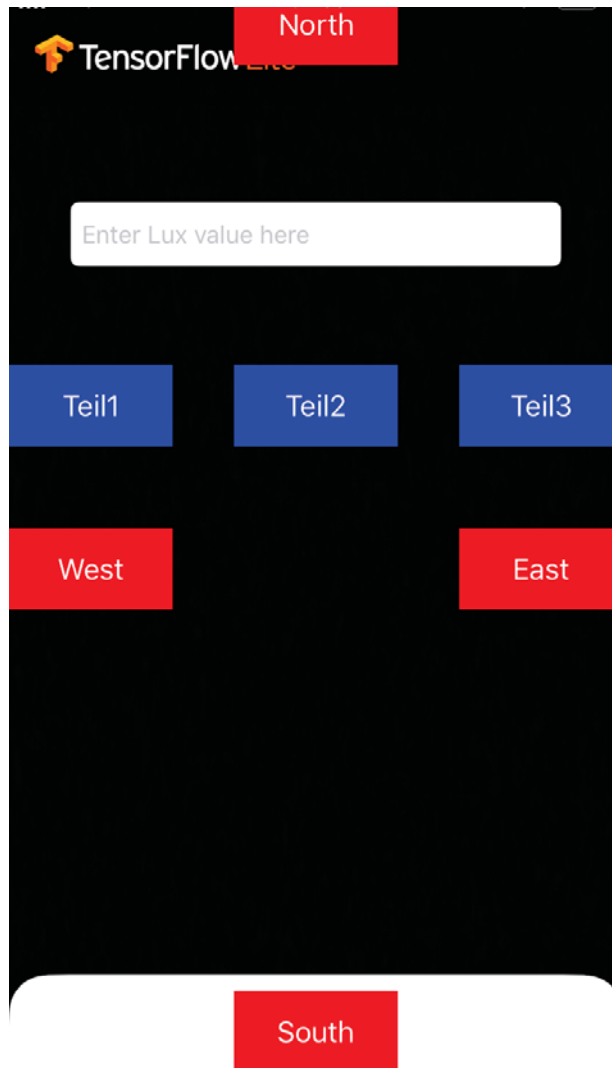 North
TensorFlow Lite
Enter Lux value here
Teil1 Teil2 Teil3
West East
South